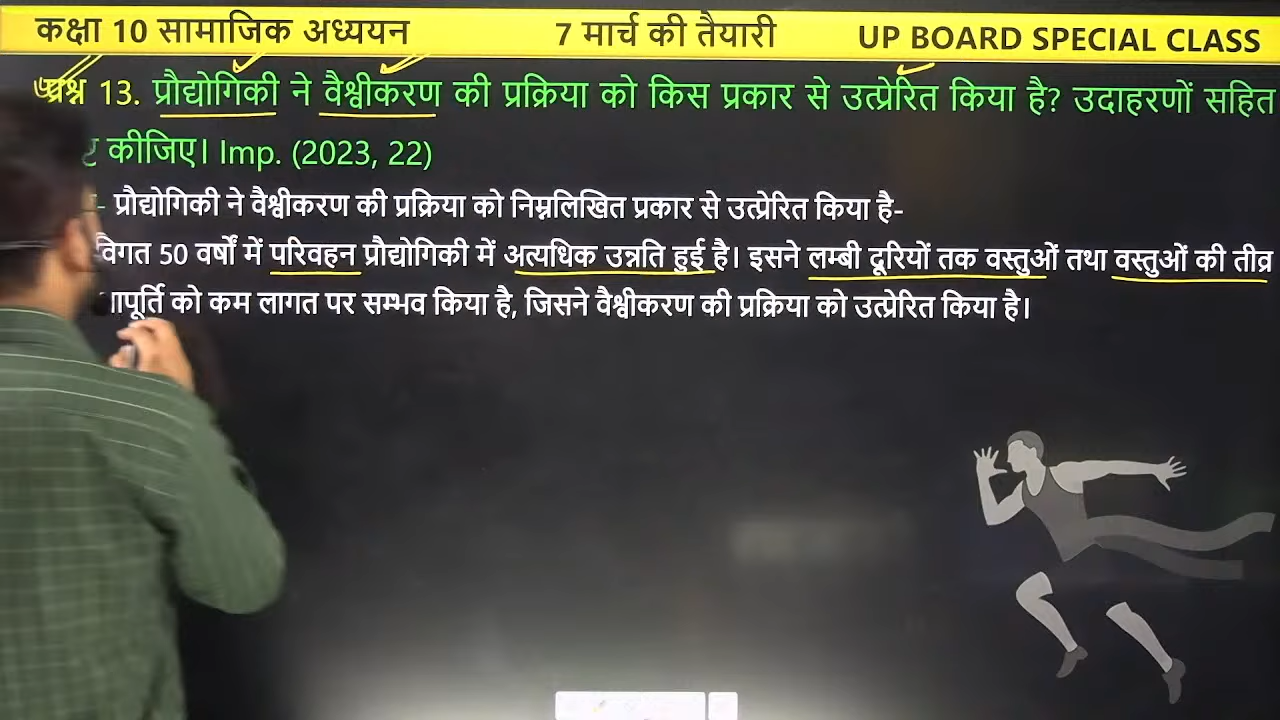 कक्षा 10 सामाजिक अध्ययन 7 मार्च की तैयारी UP BOARD SPECIAL CLASS
प्रश्न 13. प्रौद्योगिकी ने वैश्वीकरण की प्रक्रिया को किस प्रकार से उत्प्रेरित किया है? उदाहरणों सहित
कीजिए। Imp. (2023, 22)
- प्रौद्योगिकी ने वैश्वीकरण की प्रक्रिया को निम्नलिखित प्रकार से उत्प्रेरित किया है-
विगत 50 वर्षों में परिवहन प्रौद्योगिकी में अत्यधिक उन्नति हुई है। इसने लम्बी दूरियों तक वस्तुओं तथा वस्तुओं की तीव्र
को कम लागत पर सम्भव किया है, जिसने वैश्वीकरण की प्रक्रिया को उत्प्रेरित किया है।